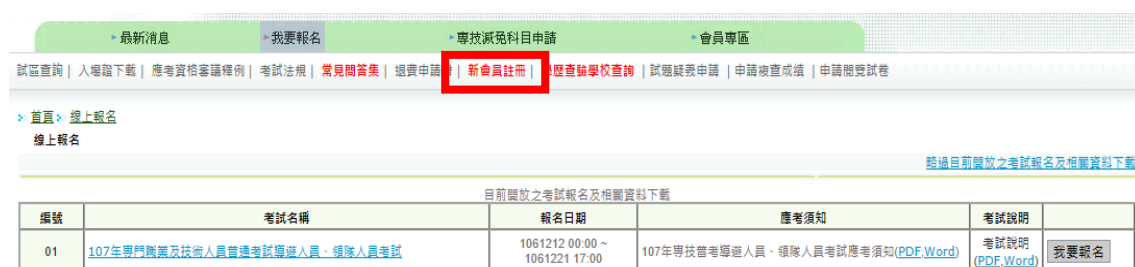 最新消息 我要報名 專技減免科目申請 會員專區
試區查詢 | 入場證下載 | 應考資格審議釋例 | 考試法規 | 常見問答集 | 退費申請 | 新會員註冊 | 學歷查驗學校查詢 | 試題疑義申請 | 申請複查成績 | 申請閱覽試卷
首頁 線上報名
線上報名
略過目前開放之考試報名及相關資料下載
目前開放之考試報名及相關資料下載
編號 考試名稱 報名日期 應考須知 考試說明
01 107年專門職業及技術人員普通考試導遊人員、領隊人員考試 1061212 00:00 ~ 1061221 17:00 107年專技普考導遊人員、領隊人員考試應考須知(PDF,Word) 考試說明 (PDF,Word) 我要報名